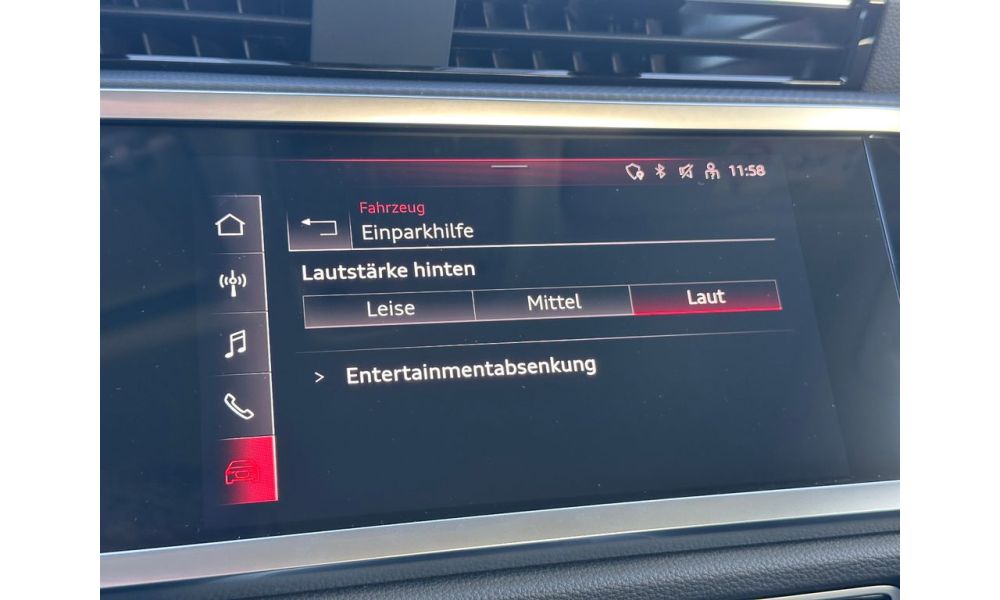 11:58
Fahrzeug
Einparkhilfe
Lautstärke hinten
Leise Mittel Laut
> Entertainmentabsenkung